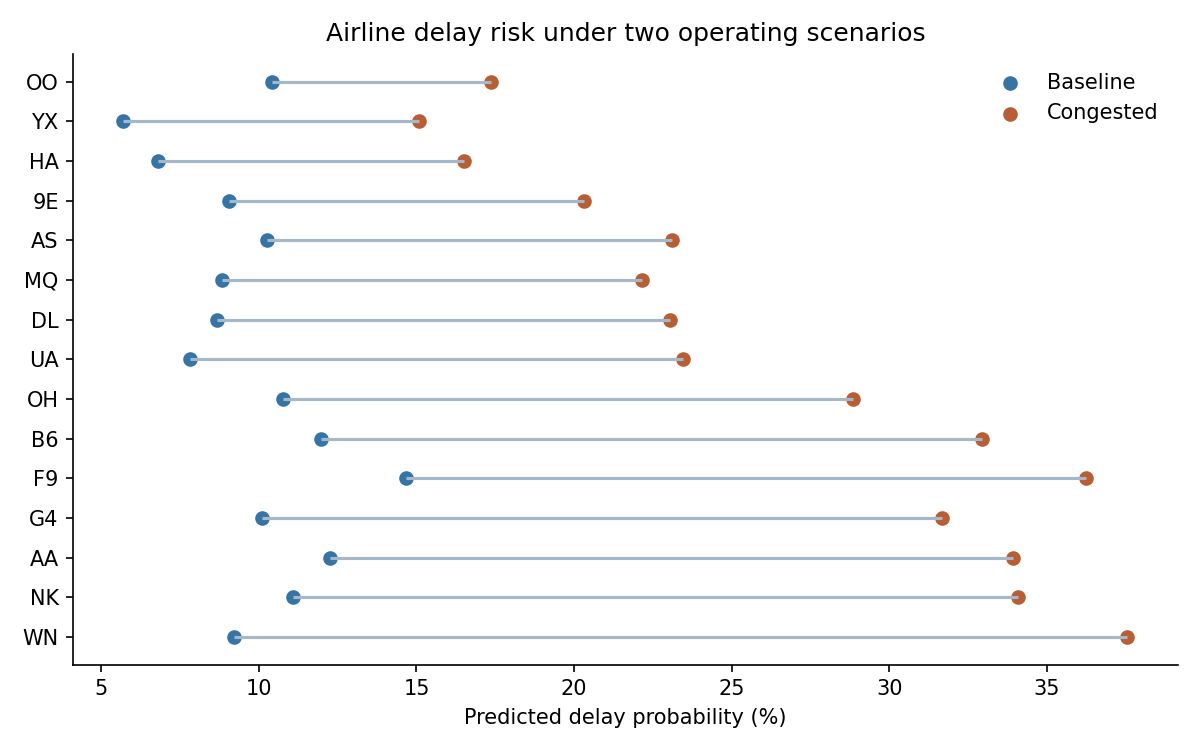 Airline delay risk under two operating scenarios
Baseline
Congested
OO
YX
HA
9E
AS
MQ
DL
UA
OH
B6
F9
G4
AA
NK
WN
5 10 15 20 25 30 35
Predicted delay probability (%)